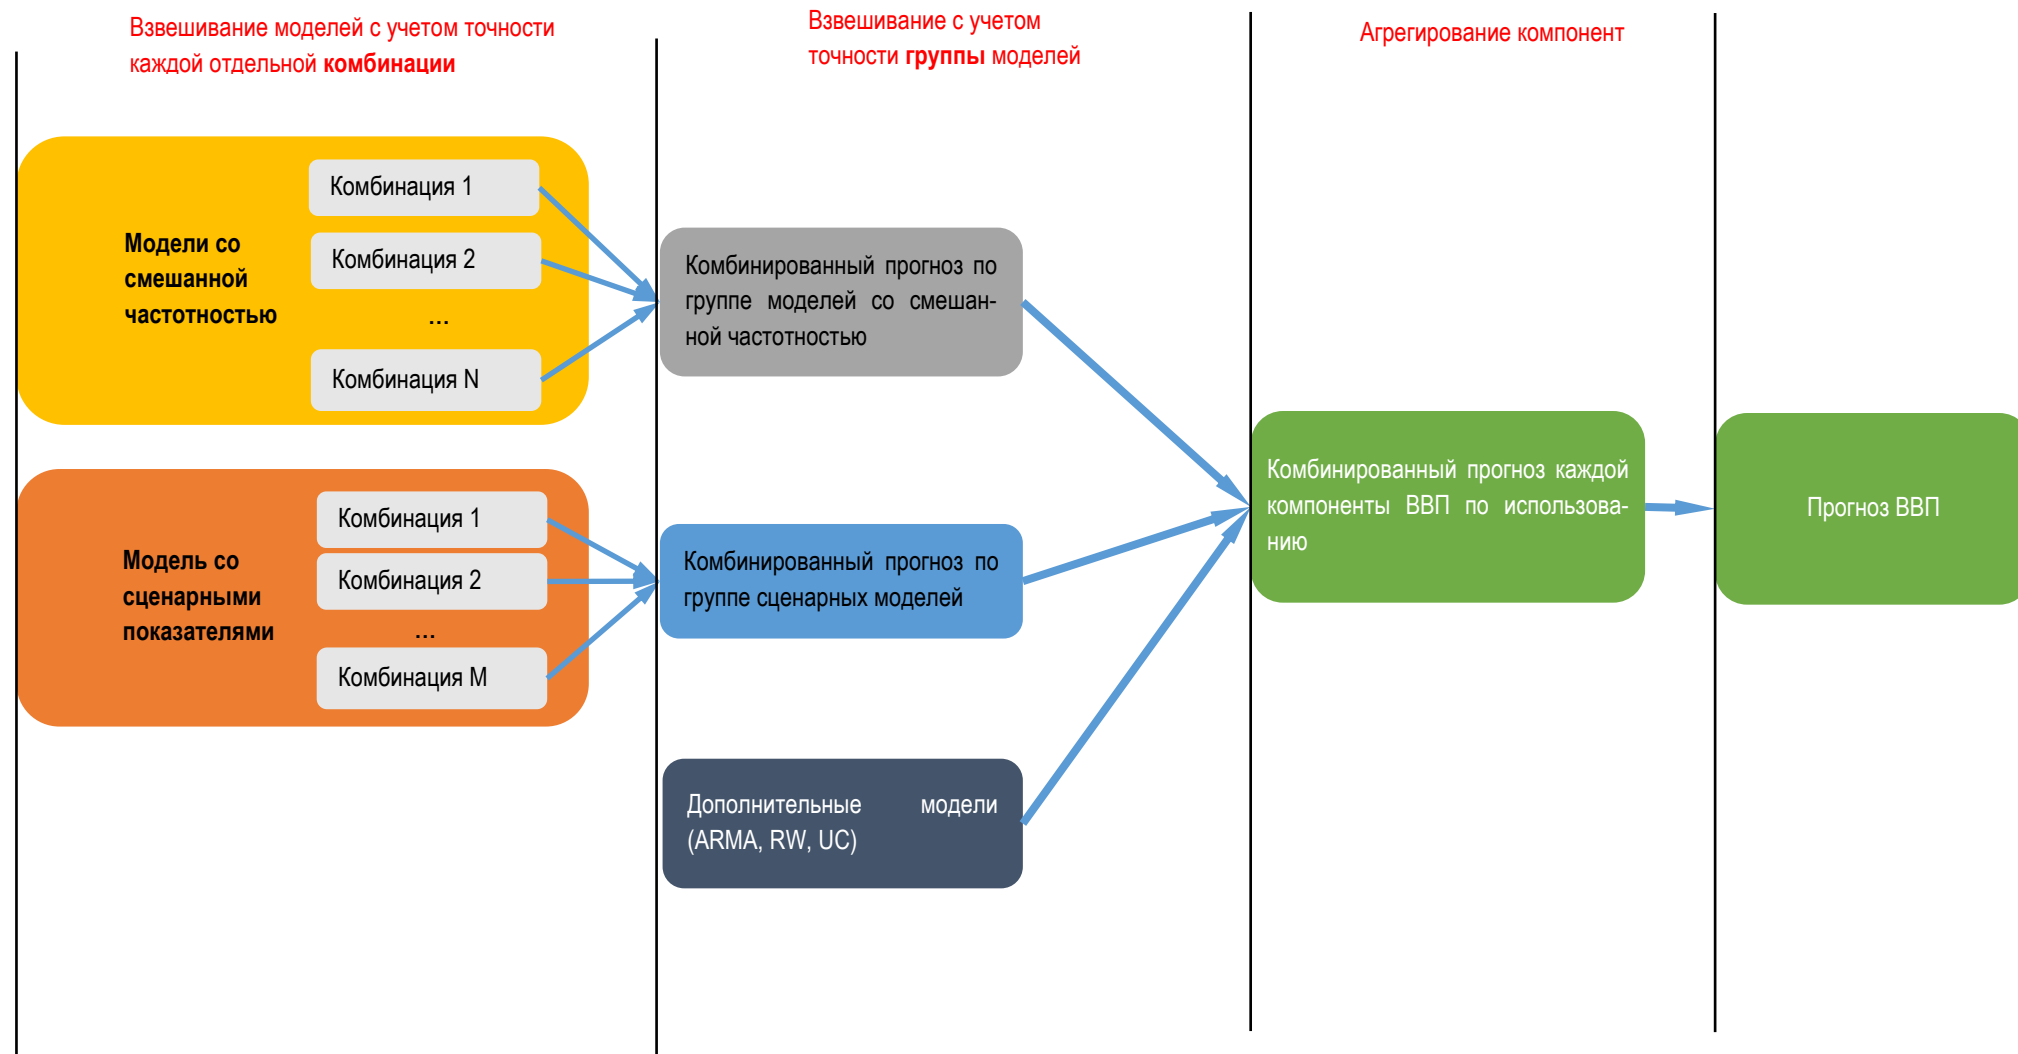 Взвешивание моделей с учетом точности
каждой отдельной комбинации
Взвешивание с учетом
точности группы моделей
Агрегирование компонент
Модели со
смешанной
частотностью
Комбинация 1
Комбинация 2
...
Комбинация N
Модель со
сценарными
показателями
Комбинация 1
Комбинация 2
...
Комбинация M
Комбинированный прогноз по
группе моделей со смешан-
ной частотностью
Комбинированный прогноз по
группе сценарных моделей
Дополнительные модели
(ARMA, RW, UC)
Комбинированный прогноз каждой
компоненты ВВП по использова-
нию
Прогноз ВВП